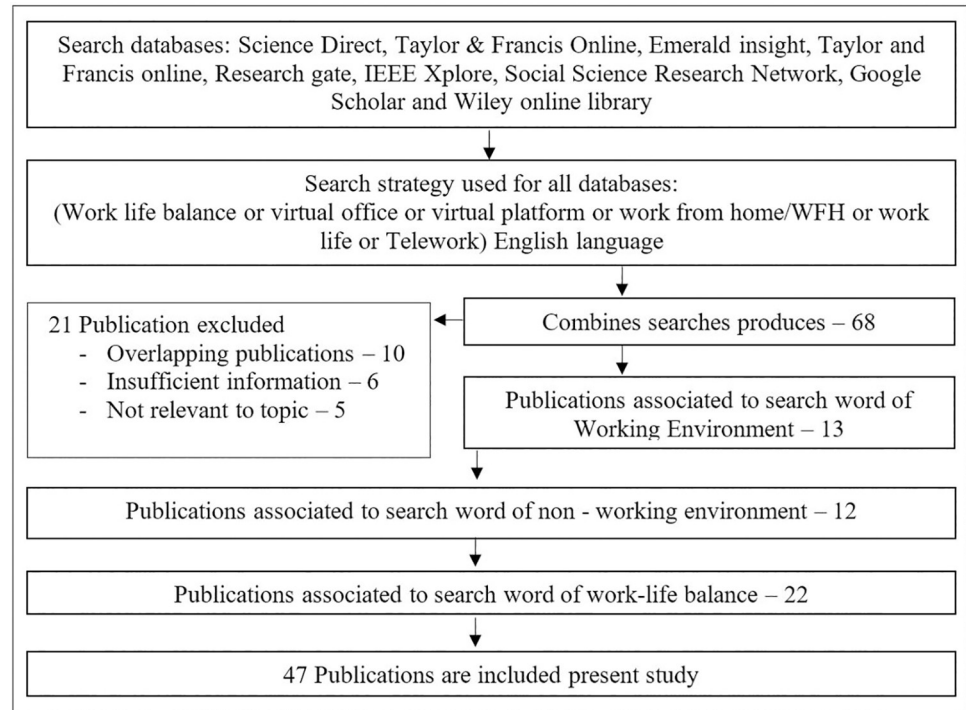 Search databases: Science Direct, Taylor & Francis Online, Emerald insight, Taylor and
Francis online, Research gate, IEEE Xplore, Social Science Research Network, Google
Scholar and Wiley online library
Search strategy used for all databases:
(Work life balance or virtual office or virtual platform or work from home/WFH or work
life or Telework) English language
21 Publication excluded
- Overlapping publications – 10
- Insufficient information – 6
- Not relevant to topic – 5
Combines searches produces – 68
Publications associated to search word of
Working Environment – 13
Publications associated to search word of non - working environment – 12
Publications associated to search word of work-life balance – 22
47 Publications are included present study